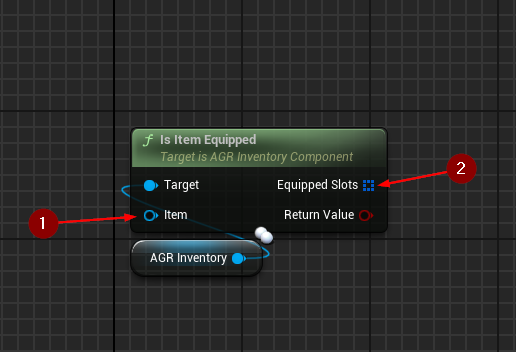 f Is Item Equipped
Target is AGR Inventory Component
Target Equipped Slots 2
1 Item Return Value
AGR Inventory